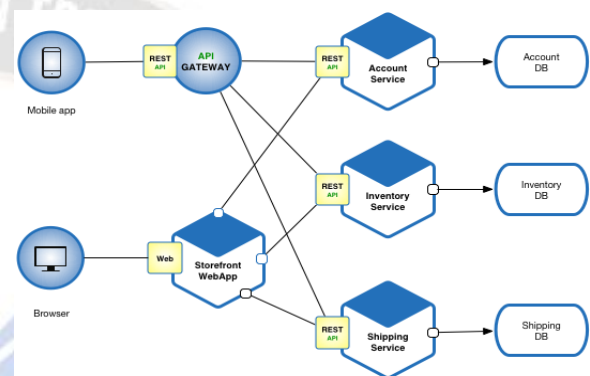 Mobile app
REST
API
API
GATEWAY
REST
API
Account
Service
Account
DB
REST
API
Inventory
Service
Inventory
DB
Browser
Web
Storefront
WebApp
REST
API
Shipping
Service
Shipping
DB